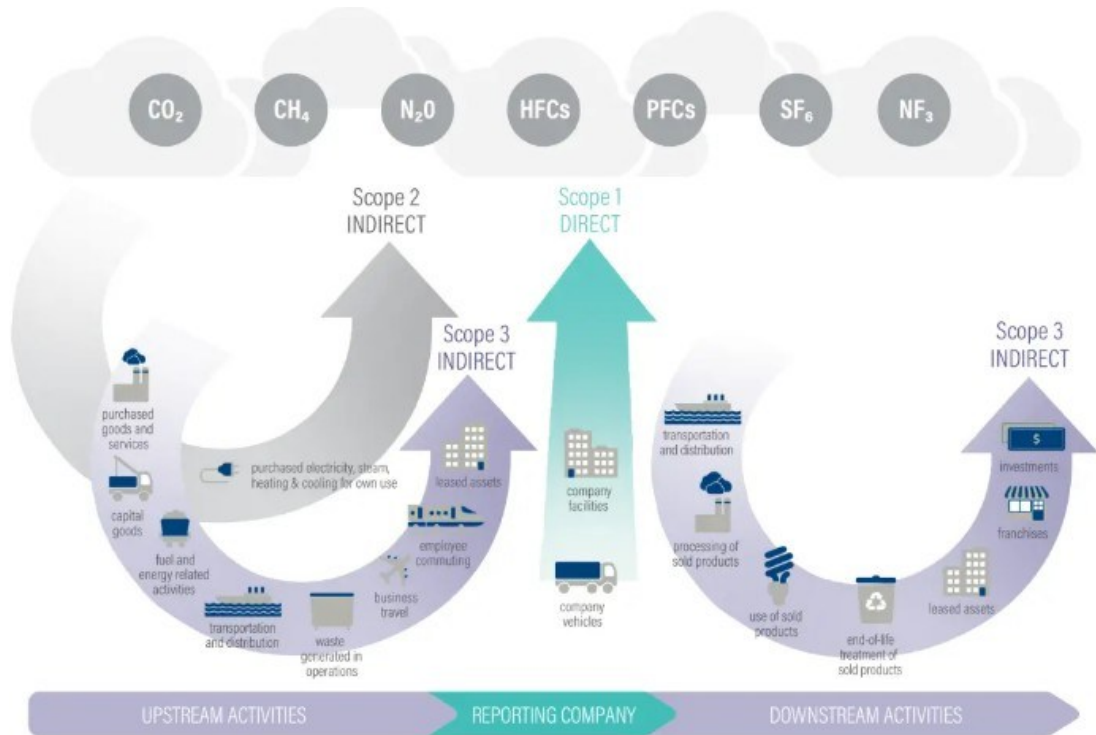 CO₂
CH₄
N₂O
HFCs
PFCs
SF₆
NF₃
Scope 2
INDIRECT
Scope 1
DIRECT
Scope 3
INDIRECT
Scope 3
INDIRECT
purchased
goods and
services
capital
goods
fuel and
energy related
activities
transportation
and distribution
waste
generated in
operations
business
travel
employee
commuting
leased assets
purchased electricity, steam,
heating & cooling for own use
company
facilities
company
vehicles
transportation
and distribution
processing of
sold products
use of sold
products
end-of-life
treatment of
sold products
leased assets
franchises
$
investments
UPSTREAM ACTIVITIES
REPORTING COMPANY
DOWNSTREAM ACTIVITIES